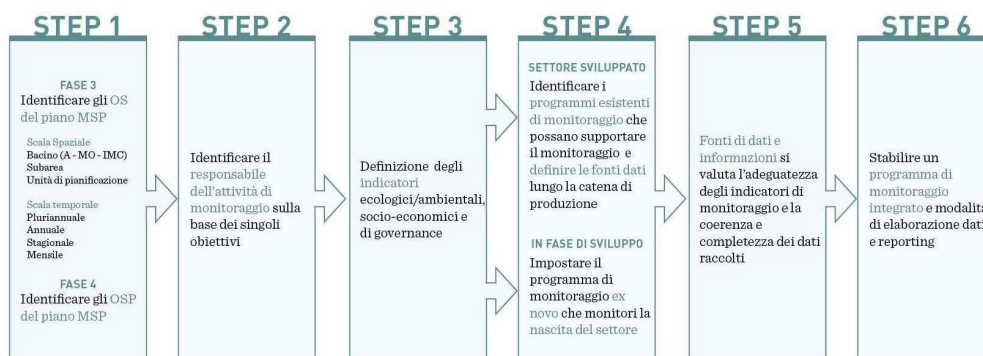 STEP 1
FASE 3
Identificare gli OS
del piano MSP
Scala Spaziale
Bacino (A - MO - IMC)
Subarea
Unità di pianificazione
Scala temporale
Pluriannuale
Annuale
Stagionale
Mensile
FASE 4
Identificare gli OSP
del piano MSP
STEP 2
Identificare il
responsabile
dell'attività di
monitoraggio sulla
base dei singoli
obiettivi
STEP 3
Definizione degli
indicatori
ecologici/ambientali,
socio-economici e
di governance
STEP 4
SETTORE SVILUPPATO
Identificare i
programmi esistenti
di monitoraggio che
possano supportare
il monitoraggio e
definire le fonti dati
lungo la catena di
produzione
IN FASE DI SVILUPPO
Impostare il
programma di
monitoraggio ex
novo che monitori la
nascita del settore
STEP 5
Fonti di dati e
informazioni si
valuta l'adeguatezza
degli indicatori di
monitoraggio e la
coerenza e
completezza dei dati
raccolti
STEP 6
Stabilire un
programma di
monitoraggio
integrato e modalità
di elaborazione dati
e reporting